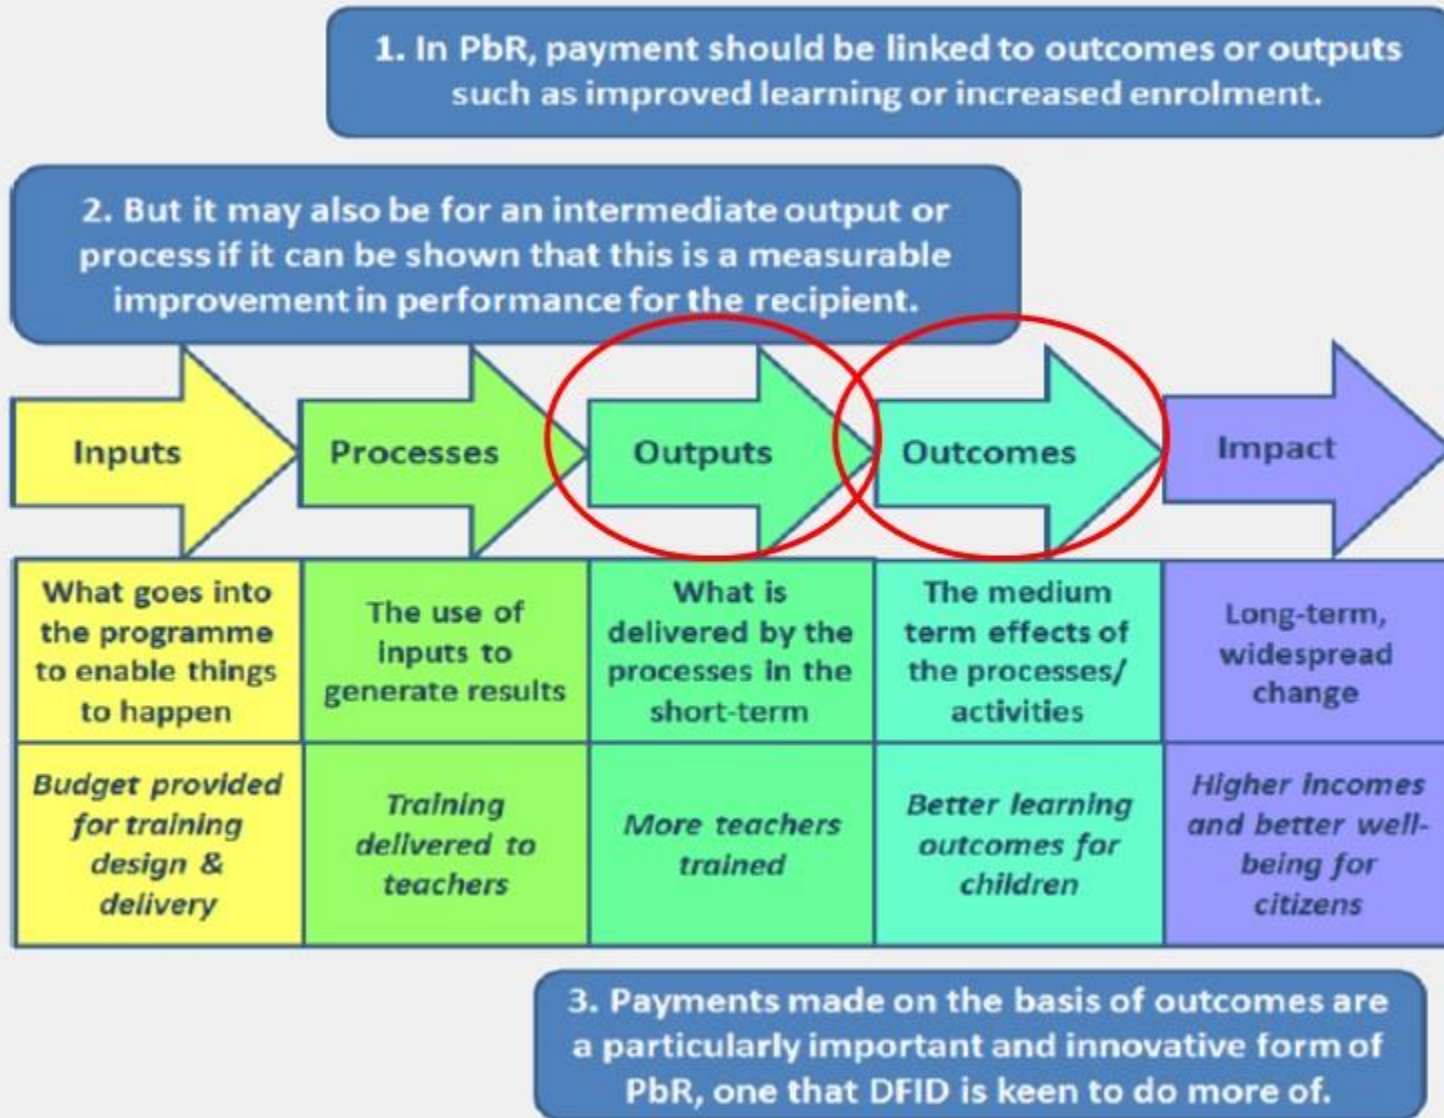 1. In PbR, payment should be linked to outcomes or outputs
such as improved learning or increased enrolment.
2. But it may also be for an intermediate output or
process if it can be shown that this is a measurable
improvement in performance for the recipient.
Inputs
Processes
Outputs
Outcomes
Impact
What goes into
the programme
to enable things
to happen
The use of
inputs to
generate results
What is
delivered by the
processes in the
short-term
The medium
term effects of
the processes/
activities
Long-term,
widespread
change
Budget provided
for training
design &
delivery
Training
delivered to
teachers
More teachers
trained
Better learning
outcomes for
children
Higher incomes
and better well-
being for
citizens
3. Payments made on the basis of outcomes are
a particularly important and innovative form of
PbR, one that DFID is keen to do more of.